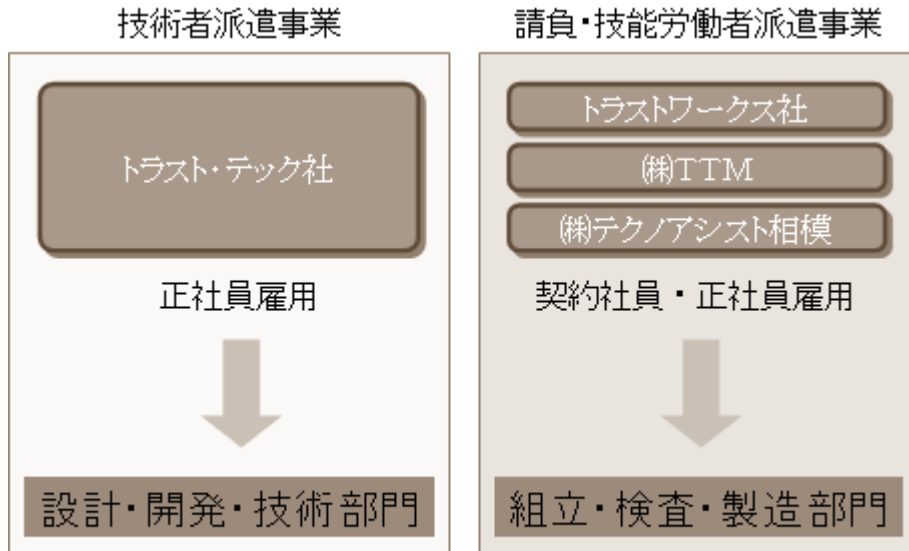 技術者派遣事業
トラスト・テック社
正社員雇用
設計・開発・技術部門
請負・技能労働者派遣事業
トラストワークス社
㈱TTM
㈱テクノアシスト相模
契約社員・正社員雇用
組立・検査・製造部門